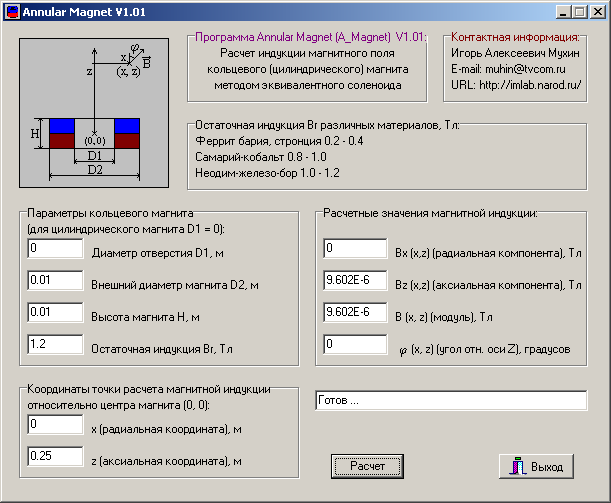 Annular Magnet V1.01
Программа Annular Magnet (A_Magnet) V1.01:
Расчет индукции магнитного поля
кольцевого (цилиндрического) магнита
методом эквивалентного соленоида
Контактная информация:
Игорь Алексеевич Мухин
E-mail: muhin@tvcom.ru
URL: http://imlab.narod.ru/
φ
x
B
z
(x, z)
H
(0,0)
D1
D2
Остаточная индукция Br различных материалов, Тл:
Феррит бария, стронция 0.2 - 0.4
Самарий-кобальт 0.8 - 1.0
Неодим-железо-бор 1.0 - 1.2
Параметры кольцевого магнита
(для цилиндрического магнита D1 = 0):
0 Диаметр отверстия D1, м
0.01 Внешний диаметр магнита D2, м
0.01 Высота магнита H, м
1.2 Остаточная индукция Br, Тл
Расчетные значения магнитной индукции:
0 Bx (x,z) (радиальная компонента), Тл
9.602E-6 Bz (x,z) (аксиальная компонента), Тл
9.602E-6 B (x, z) (модуль), Тл
0 φ (x, z) (угол отн. оси Z), градусов
Координаты точки расчета магнитной индукции
относительно центра магнита (0, 0):
0 x (радиальная координата), м
0.25 z (аксиальная координата), м
Готов ...
Расчет
Выход